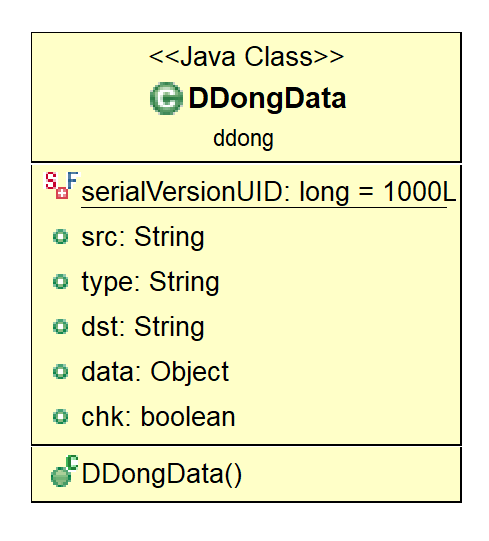 <<Java Class>>
C DDongData
ddong
S F serialVersionUID: long = 1000L
src: String
type: String
dst: String
data: Object
chk: boolean
C DDongData()